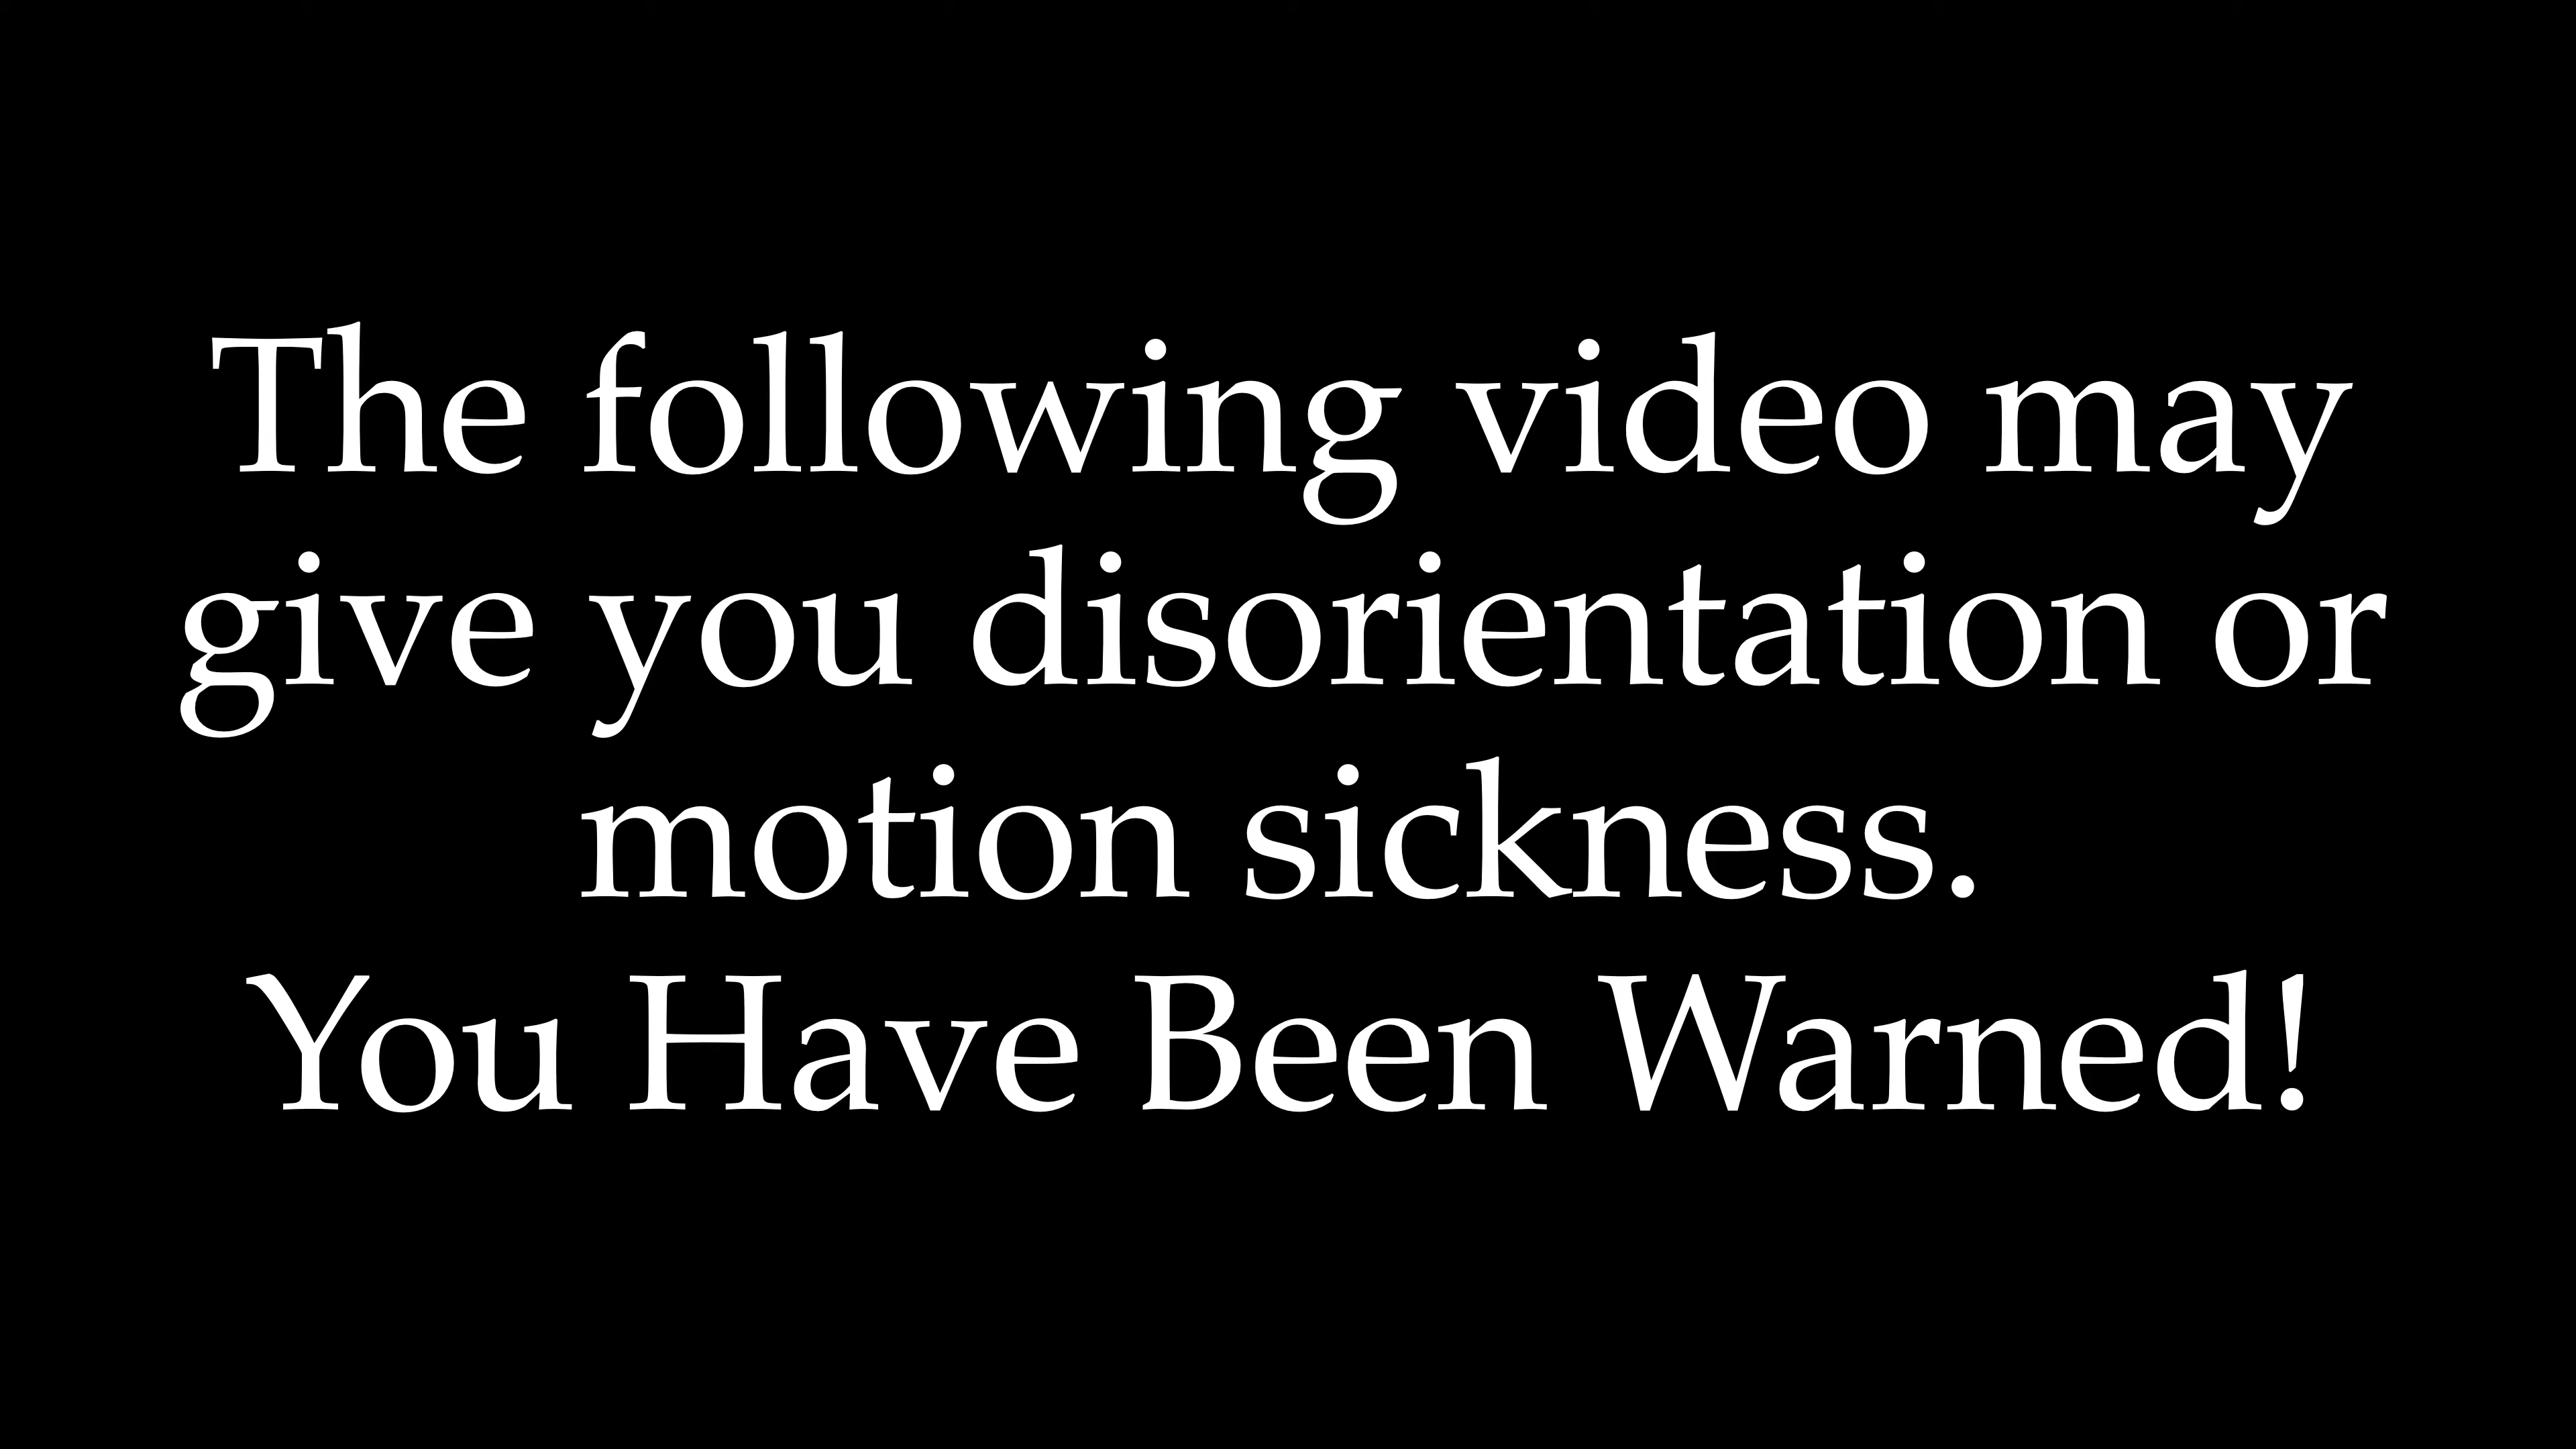 The following video may
give you disorientation or
motion sickness.
You Have Been Warned!